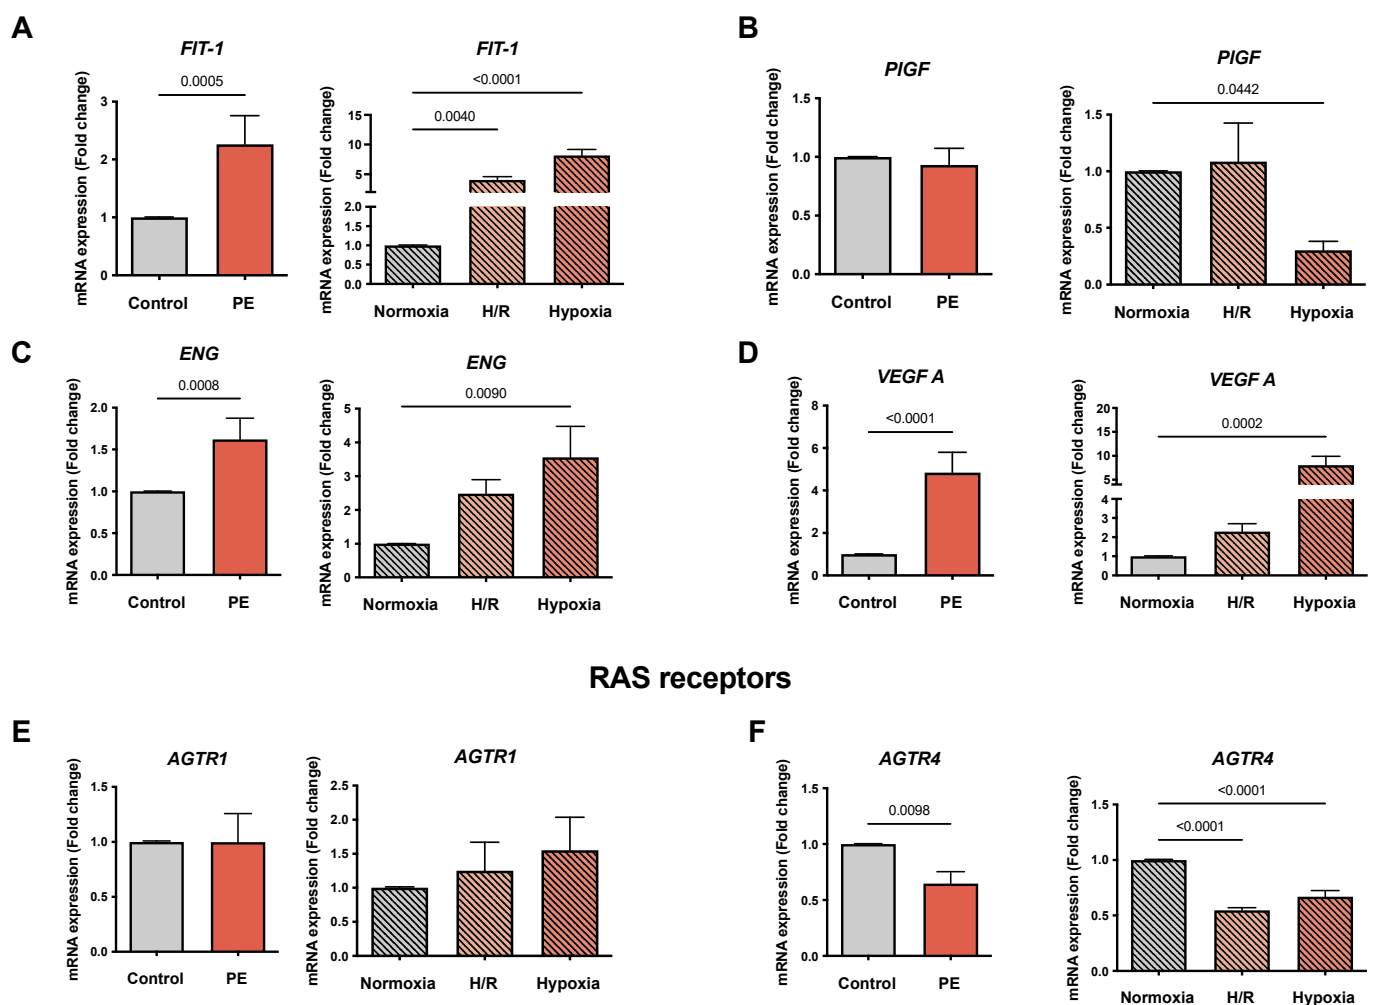 A
FIT-1
mRNA expression (Fold change)
3
2
1
0
0.0005
Control
PE
FIT-1
mRNA expression (Fold change)
15
10
5
2.0
1.5
1.0
0.5
0.0
<0.0001
0.0040
Normoxia
H/R
Hypoxia
B
PIGF
mRNA expression (Fold change)
1.5
1.0
0.5
0.0
Control
PE
PIGF
mRNA expression (Fold change)
1.5
1.0
0.5
0.0
0.0442
Normoxia
H/R
Hypoxia
C
ENG
mRNA expression (Fold change)
2.0
1.5
1.0
0.5
0.0
0.0008
Control
PE
ENG
mRNA expression (Fold change)
5
4
3
2
1
0
0.0090
Normoxia
H/R
Hypoxia
D
VEGF A
mRNA expression (Fold change)
8
6
4
2
0
<0.0001
Control
PE
VEGF A
mRNA expression (Fold change)
20
15
10
5
4
3
2
1
0
0.0002
Normoxia
H/R
Hypoxia
RAS receptors
E
AGTR1
mRNA expression (Fold change)
1.5
1.0
0.5
0.0
Control
PE
AGTR1
mRNA expression (Fold change)
2.5
2.0
1.5
1.0
0.5
0.0
Normoxia
H/R
Hypoxia
F
AGTR4
mRNA expression (Fold change)
1.5
1.0
0.5
0.0
0.0098
Control
PE
AGTR4
mRNA expression (Fold change)
1.5
1.0
0.5
0.0
<0.0001
<0.0001
Normoxia
H/R
Hypoxia